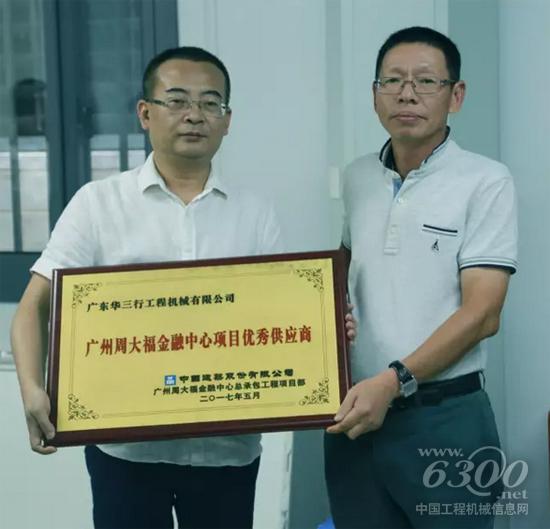 广东华三行工程机械有限公司
广州周大福金融中心项目优秀供应商
中国建筑股份有限公司
广州周大福金融中心总承包工程项目部
二〇一七年五月
www.
6300
.net
中国工程机械信息网